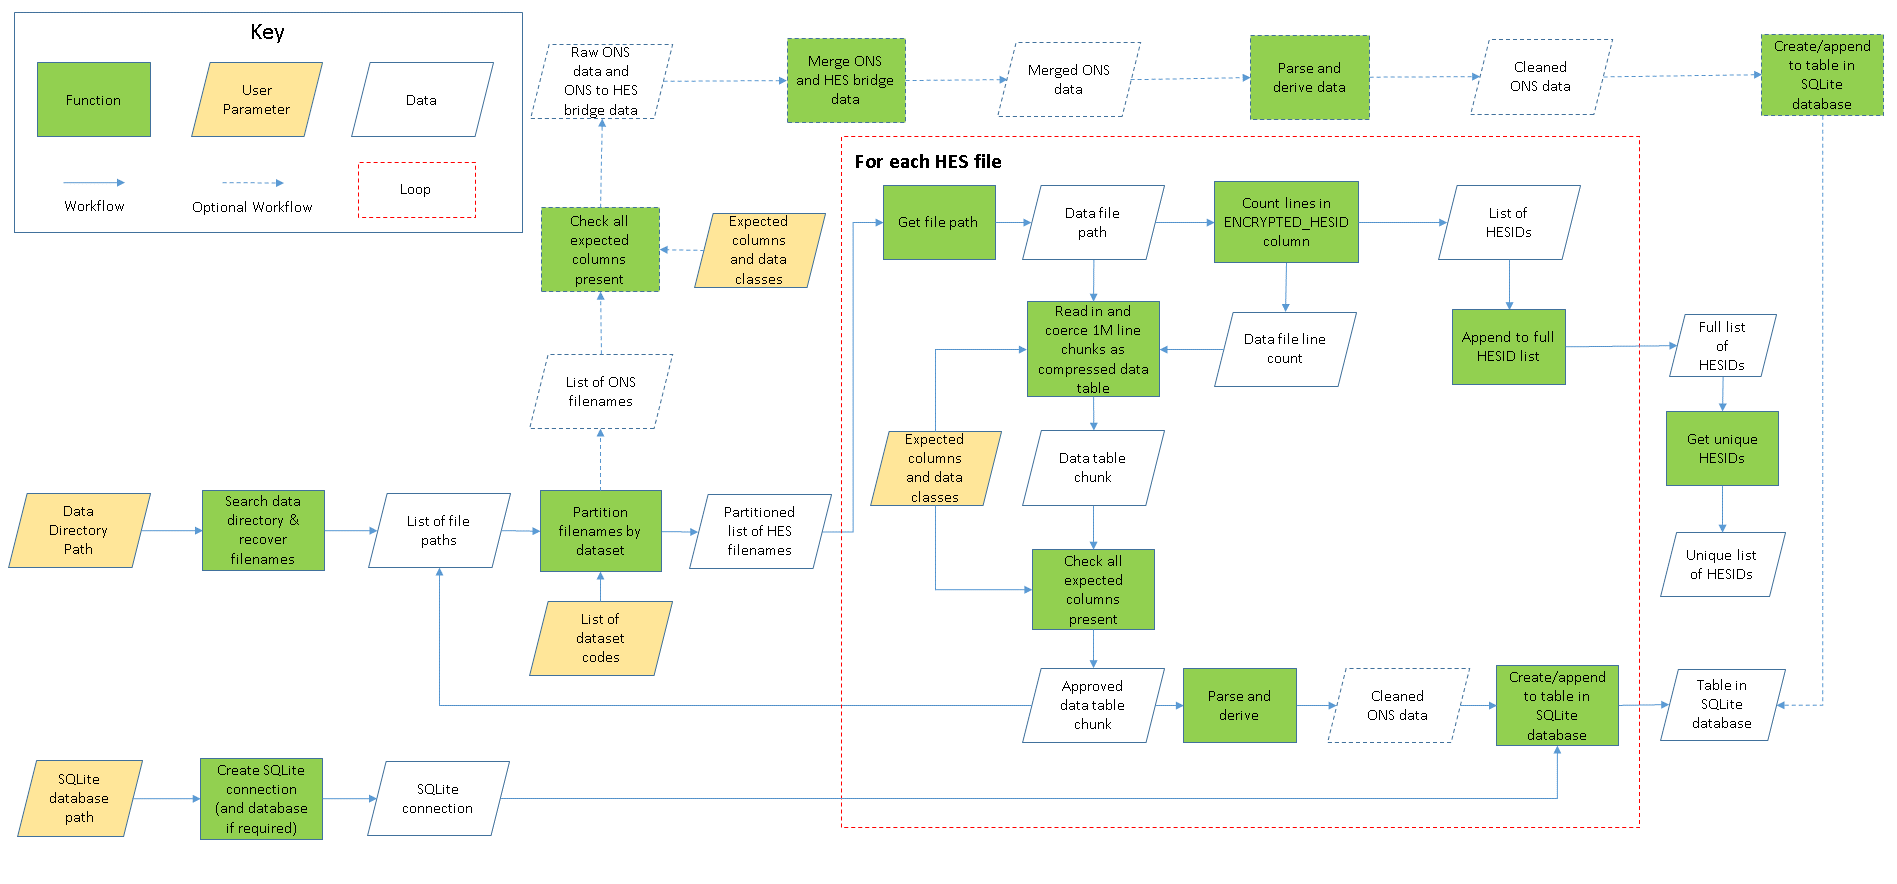 Key
Function
User
Parameter
Data
Workflow
Optional Workflow
Loop
Raw ONS
data and
ONS to HES
bridge data
Merge ONS
and HES bridge
data
Merged ONS
data
Parse and
derive data
Cleaned
ONS data
Create/append
to table in
SQLite
database
Check all
expected
columns
present
Expected
columns
and data
classes
List of ONS
filenames
For each HES file
Get file path
Data file
path
Count lines in
ENCRYPTED_HESID
column
List of
HESIDs
Read in and
coerce 1M line
chunks as
compressed data
table
Data file line
count
Append to full
HESID list
Full list
of
HESIDs
Get unique
HESIDs
Unique list
of HESIDs
Expected
columns
and data
classes
Data table
chunk
Check all
expected
columns
present
Data
Directory
Path
Search data
directory &
recover
filenames
List of file
paths
Partition
filenames by
dataset
Partitioned
list of HES
filenames
List of
dataset
codes
Approved
data table
chunk
Parse and
derive
Cleaned
ONS data
Create/append
to table in
SQLite
database
Table in
SQLite
database
SQLite
database
path
Create SQLite
connection
(and database
if required)
SQLite
connection